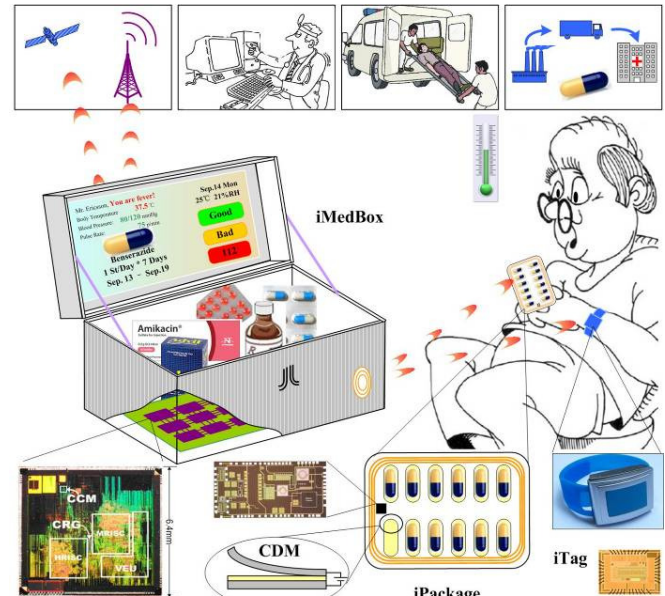 iMedBox
Mr. Ericsson, You are fever!
Body Temperature 37.5 ℃
Blood Pressure: 80/120 mmHg
Pulse Rate: 75
Benserazide
1 St/Day * 7 Days
Sep. 13 - Sep.19
Sep.14 Mon
25℃ 21%RH
Good
Bad
112
Amikacin®
CCM
CRG
MRISC
HRISC
VEU
6.4mm
CDM
iPackage
iTag